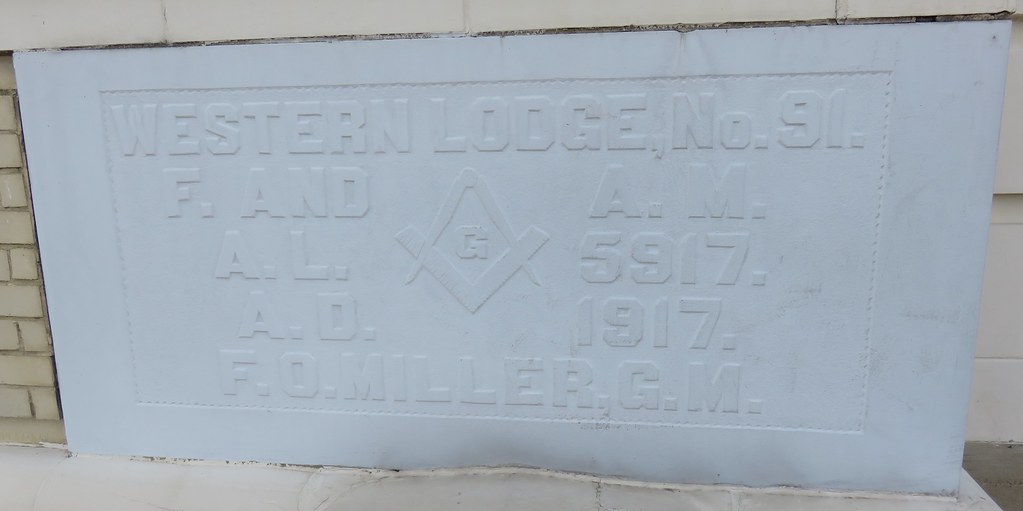 WESTERN LODGE, No. 91.
F. AND A. M.
G
A. L. 5917.
A. D. 1917.
F. O. MILLER, G. M.